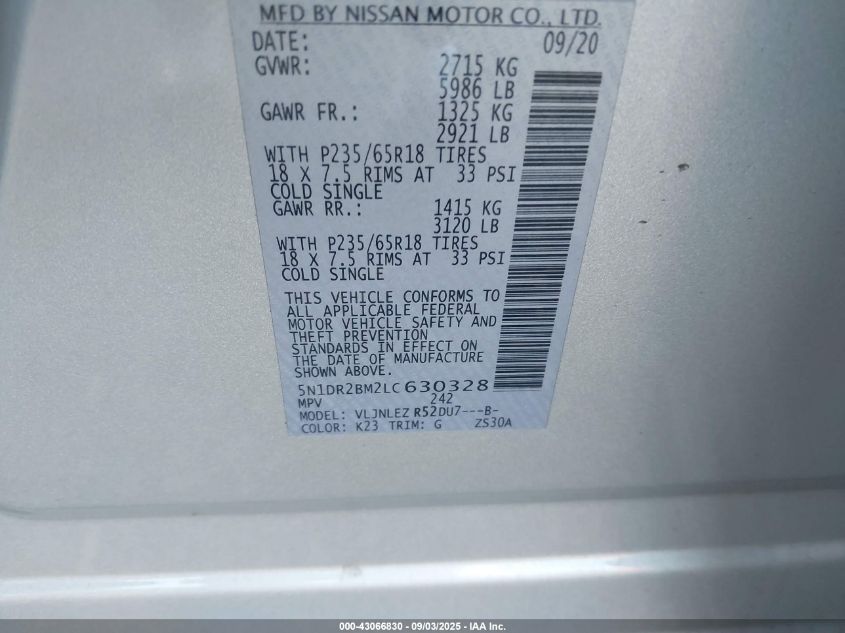 MFD BY NISSAN MOTOR CO., LTD.
DATE: 09/20
GVWR: 2715 KG
5986 LB
GAWR FR.: 1325 KG
2921 LB
WITH P235/65R18 TIRES
18 X 7.5 RIMS AT 33 PSI
COLD SINGLE
GAWR RR.: 1415 KG
3120 LB
WITH P235/65R18 TIRES
18 X 7.5 RIMS AT 33 PSI
COLD SINGLE
THIS VEHICLE CONFORMS TO
ALL APPLICABLE FEDERAL
MOTOR VEHICLE SAFETY AND
THEFT PREVENTION
STANDARDS IN EFFECT ON
THE DATE OF MANUFACTURE
SHOWN ABOVE.
5N1DR2BM2LC630328
MPV 242
MODEL: VLJNLEZ R52DU7---B-
COLOR: K23 TRIM: G ZS30A
000-43066830 - 09/03/2025 - IAA Inc.